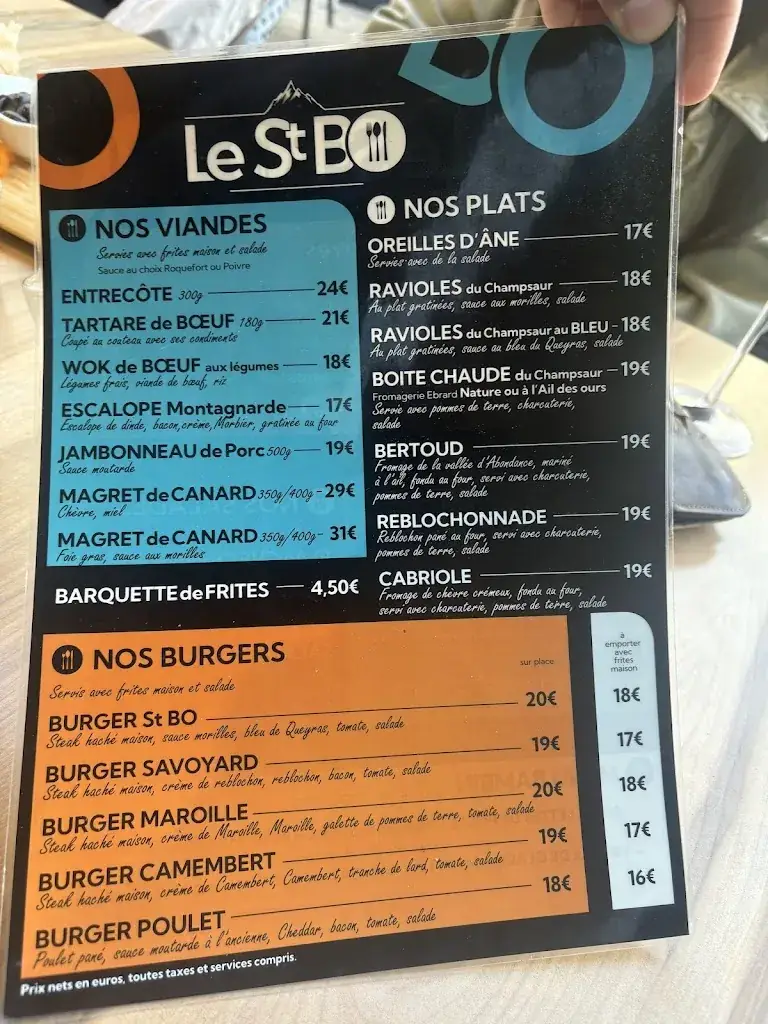 Le St BO
NOS VIANDES
Servies avec frites maison et salade
Sauce au choix Roquefort ou Poivre
ENTRECÔTE 300g 24€
TARTARE de BŒUF 180g 21€
Coupé au couteau avec ses condiments
WOK de BŒUF aux légumes 18€
Légumes frais, viande de bœuf, riz
ESCALOPE Montagnarde 17€
Escalope de dinde, bacon, crème, Morbier, gratinée au four
JAMBONNEAU de Porc 500g 19€
Sauce moutarde
MAGRET de CANARD 350g/400g - 29€
Chèvre, miel
MAGRET de CANARD 350g/400g - 31€
Foie gras, sauce aux morilles
BARQUETTE de FRITES 4,50€
NOS PLATS
OREILLES D'ÂNE 17€
Servies avec de la salade
RAVIOLES du Champsaur 18€
Au plat gratinées, sauce aux morilles, salade
RAVIOLES du Champsaur au BLEU - 18€
Au plat gratinées, sauce au bleu du Queyras, salade
BOITE CHAUDE du Champsaur - 19€
Fromagerie Ebrard Nature ou à l'Ail des ours
Servie avec pommes de terre, charcuterie,
salade
BERTOUD 19€
Fromage de la vallée d'Abondance, mariné
à l'ail, fondu au four, servi avec charcuterie,
pommes de terre, salade
REBLOCHONNADE 19€
Reblochon pané au four, servi avec charcuterie,
pommes de terre, salade
CABRIOLE 19€
Fromage de chèvre crémeux, fondu au four,
servi avec charcuterie, pommes de terre, salade
NOS BURGERS
Servis avec frites maison et salade
sur place
à
emporter
avec
frites
maison
BURGER St BO 20€ 18€
Steak haché maison, sauce morilles, bleu de Queyras, tomate, salade
BURGER SAVOYARD 19€ 17€
Steak haché maison, crème de reblochon, reblochon, bacon, tomate, salade
BURGER MAROILLE 20€ 18€
Steak haché maison, crème de Maroille, Maroille, galette de pommes de terre, tomate, salade
BURGER CAMEMBERT 19€ 17€
Steak haché maison, crème de Camembert, Camembert, tranche de lard, tomate, salade
BURGER POULET 18€ 16€
Poulet pané, sauce moutarde à l'ancienne, Cheddar, bacon, tomate, salade
Prix nets en euros, toutes taxes et services compris.